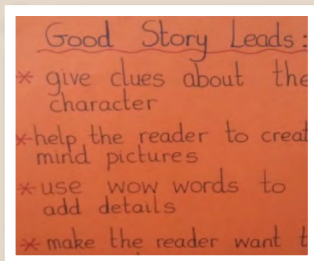 Good Story Leads:
* give clues about the
character
* help the reader to creat
mind pictures
* use wow words to
add details
* make the reader want t